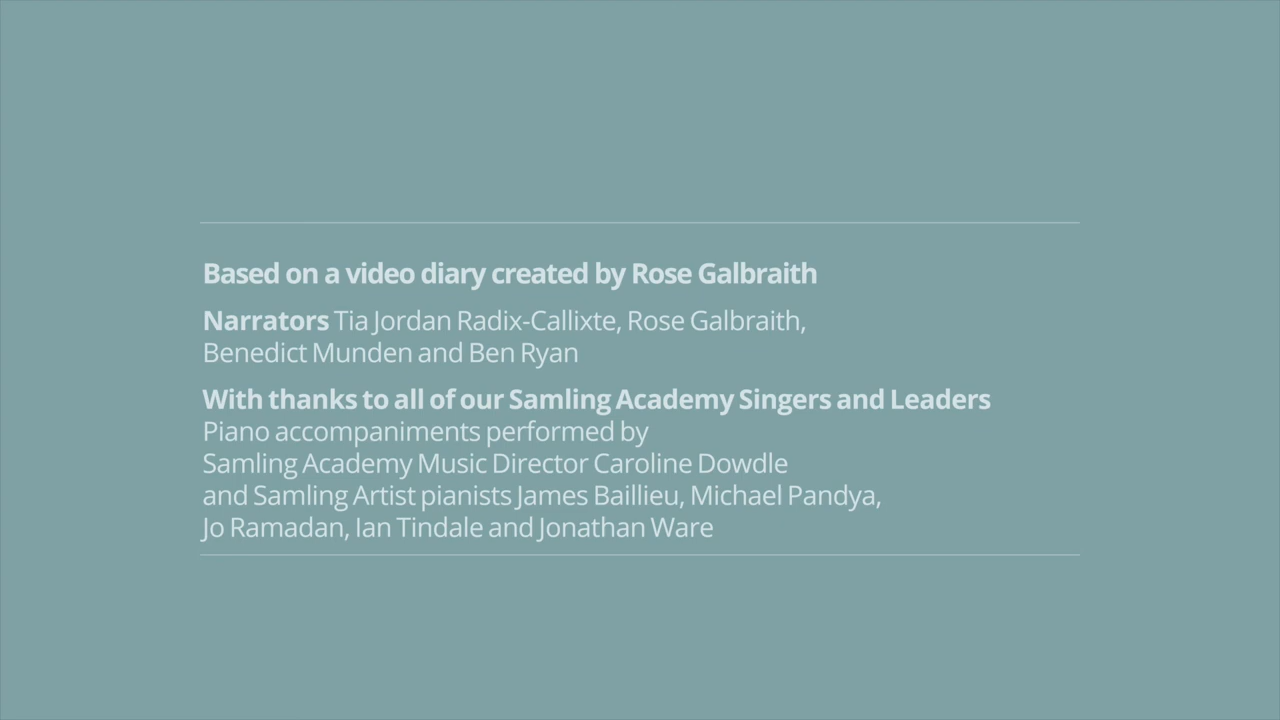 Based on a video diary created by Rose Galbraith
Narrators Tia Jordan Radix-Callixte, Rose Galbraith,
Benedict Munden and Ben Ryan
With thanks to all of our Samling Academy Singers and Leaders
Piano accompaniments performed by
Samling Academy Music Director Caroline Dowdle
and Samling Artist pianists James Baillieu, Michael Pandya,
Jo Ramadan, Ian Tindale and Jonathan Ware